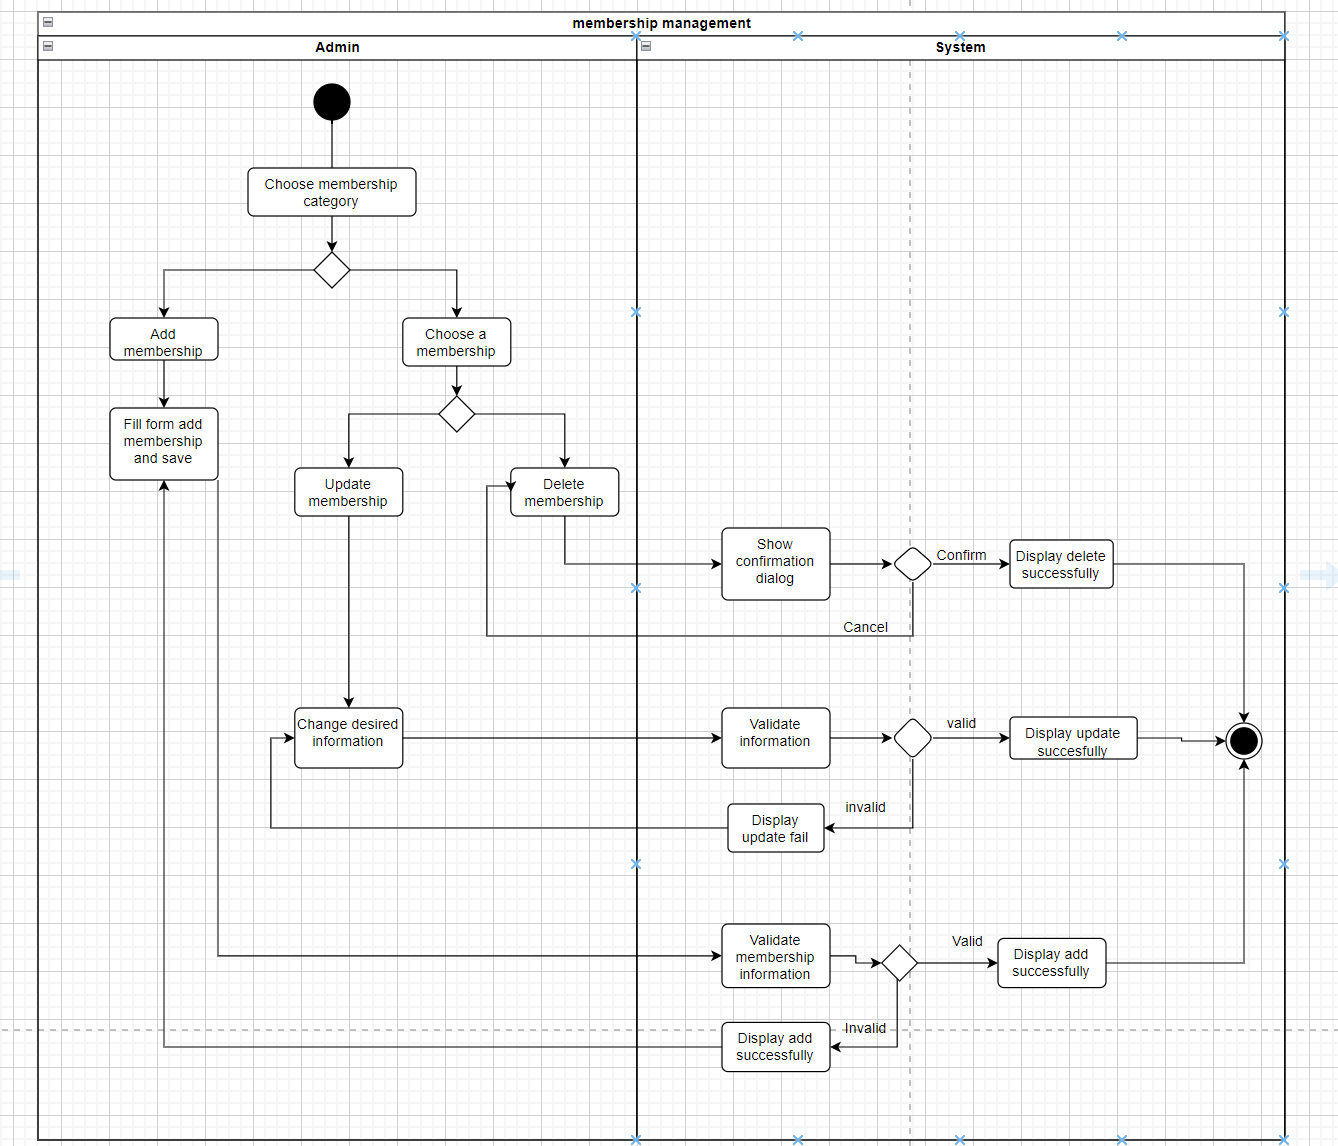 membership management
Admin
System
Choose membership
category
Add
membership
Choose a
membership
Fill form add
membership
and save
Update
membership
Delete
membership
Show
confirmation
dialog
Confirm
Display delete
successfully
Cancel
Change desired
information
Validate
information
valid
Display update
succesfully
invalid
Display
update fail
Validate
membership
information
Valid
Display add
successfully
Invalid
Display add
successfully